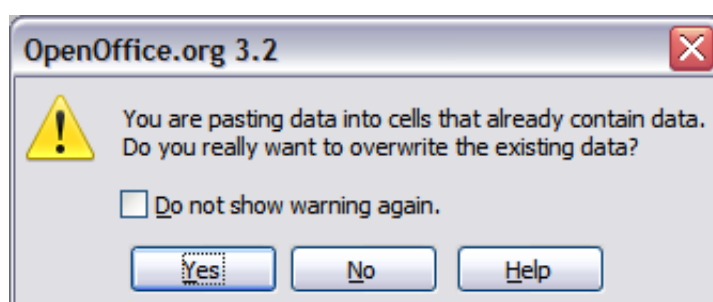 OpenOffice.org 3.2
You are pasting data into cells that already contain data.
Do you really want to overwrite the existing data?
Do not show warning again.
Yes No Help